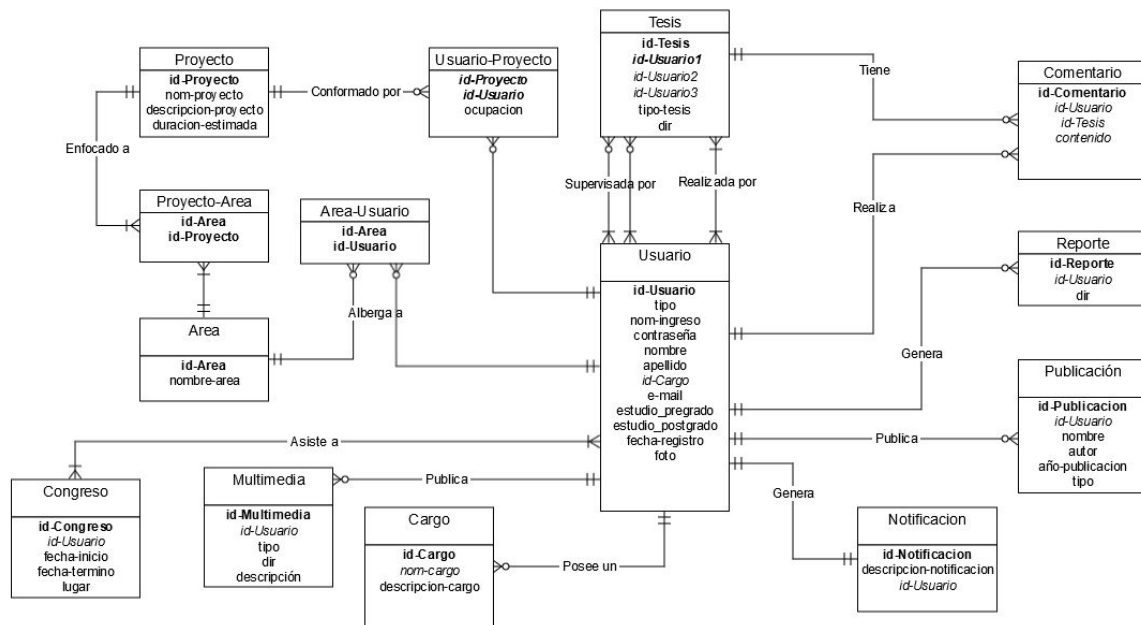 Proyecto
id-Proyecto
nom-proyecto
descripcion-proyecto
duracion-estimada
Conformado por
Usuario-Proyecto
id-Proyecto
id-Usuario
ocupacion
Tesis
id-Tesis
id-Usuario1
id-Usuario2
id-Usuario3
tipo-tesis
dir
Tiene
Comentario
id-Comentario
id-Usuario
id-Tesis
contenido
Enfocado a
Supervisada por
Realizada por
Realiza
Proyecto-Area
id-Area
id-Proyecto
Area-Usuario
id-Area
id-Usuario
Alberga a
Area
id-Area
nombre-area
Usuario
id-Usuario
tipo
nom-ingreso
contraseña
nombre
apellido
id-Cargo
e-mail
estudio_pregrado
estudio_postgrado
fecha-registro
foto
Reporte
id-Reporte
id-Usuario
dir
Genera
Publicación
id-Publicacion
id-Usuario
nombre
autor
año-publicacion
tipo
Publica
Asiste a
Congreso
id-Congreso
id-Usuario
fecha-inicio
fecha-termino
lugar
Multimedia
id-Multimedia
id-Usuario
tipo
dir
descripción
Publica
Cargo
id-Cargo
nom-cargo
descripcion-cargo
Posee un
Genera
Notificacion
id-Notificacion
descripcion-notificacion
id-Usuario